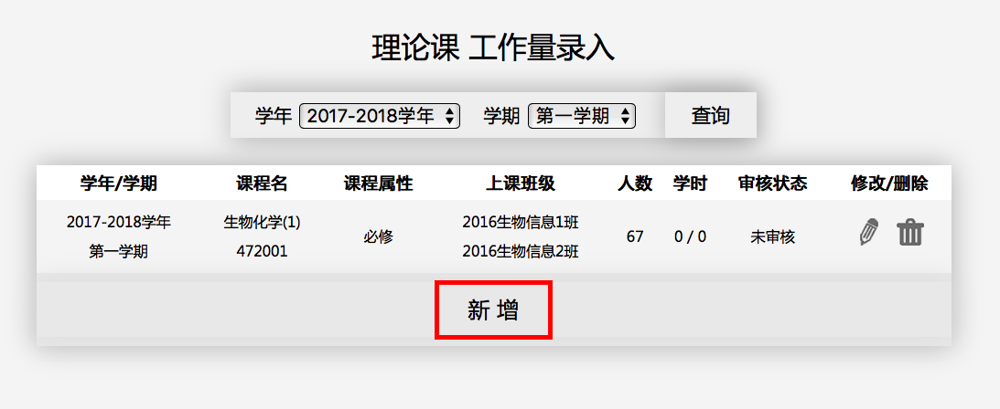 理论课 工作量录入
学年 2017-2018学年 学期 第一学期 查询
学年/学期 课程名 课程属性 上课班级 人数 学时 审核状态 修改/删除
2017-2018学年 生物化学(1) 2016生物信息1班
必修 67 0 / 0 未审核
第一学期 472001 2016生物信息2班
新 增